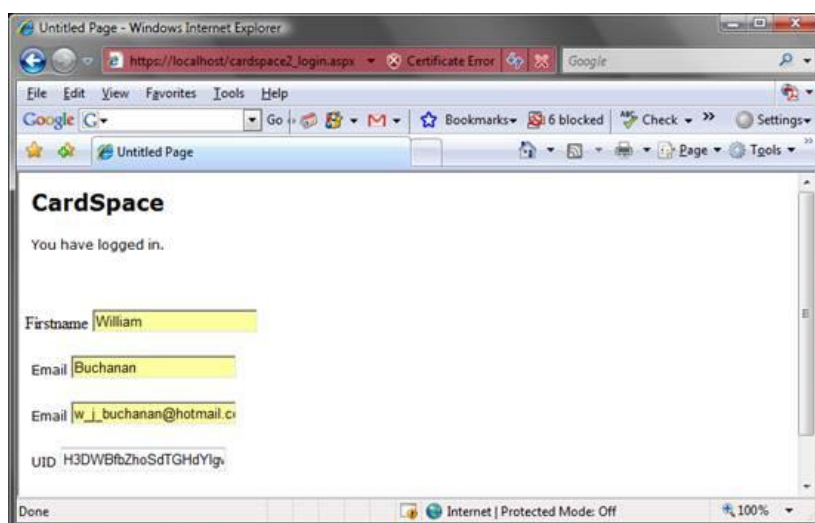 Untitled Page - Windows Internet Explorer
https://localhost/cardspace2_login.aspx Certificate Error Google
File Edit View Favorites Tools Help
Google G Go Bookmarks 6 blocked Check Settings
Untitled Page Page Tools
CardSpace
You have logged in.
Firstname William
Email Buchanan
Email w_j_buchanan@hotmail.c
UID
Done Internet | Protected Mode: Off 100%